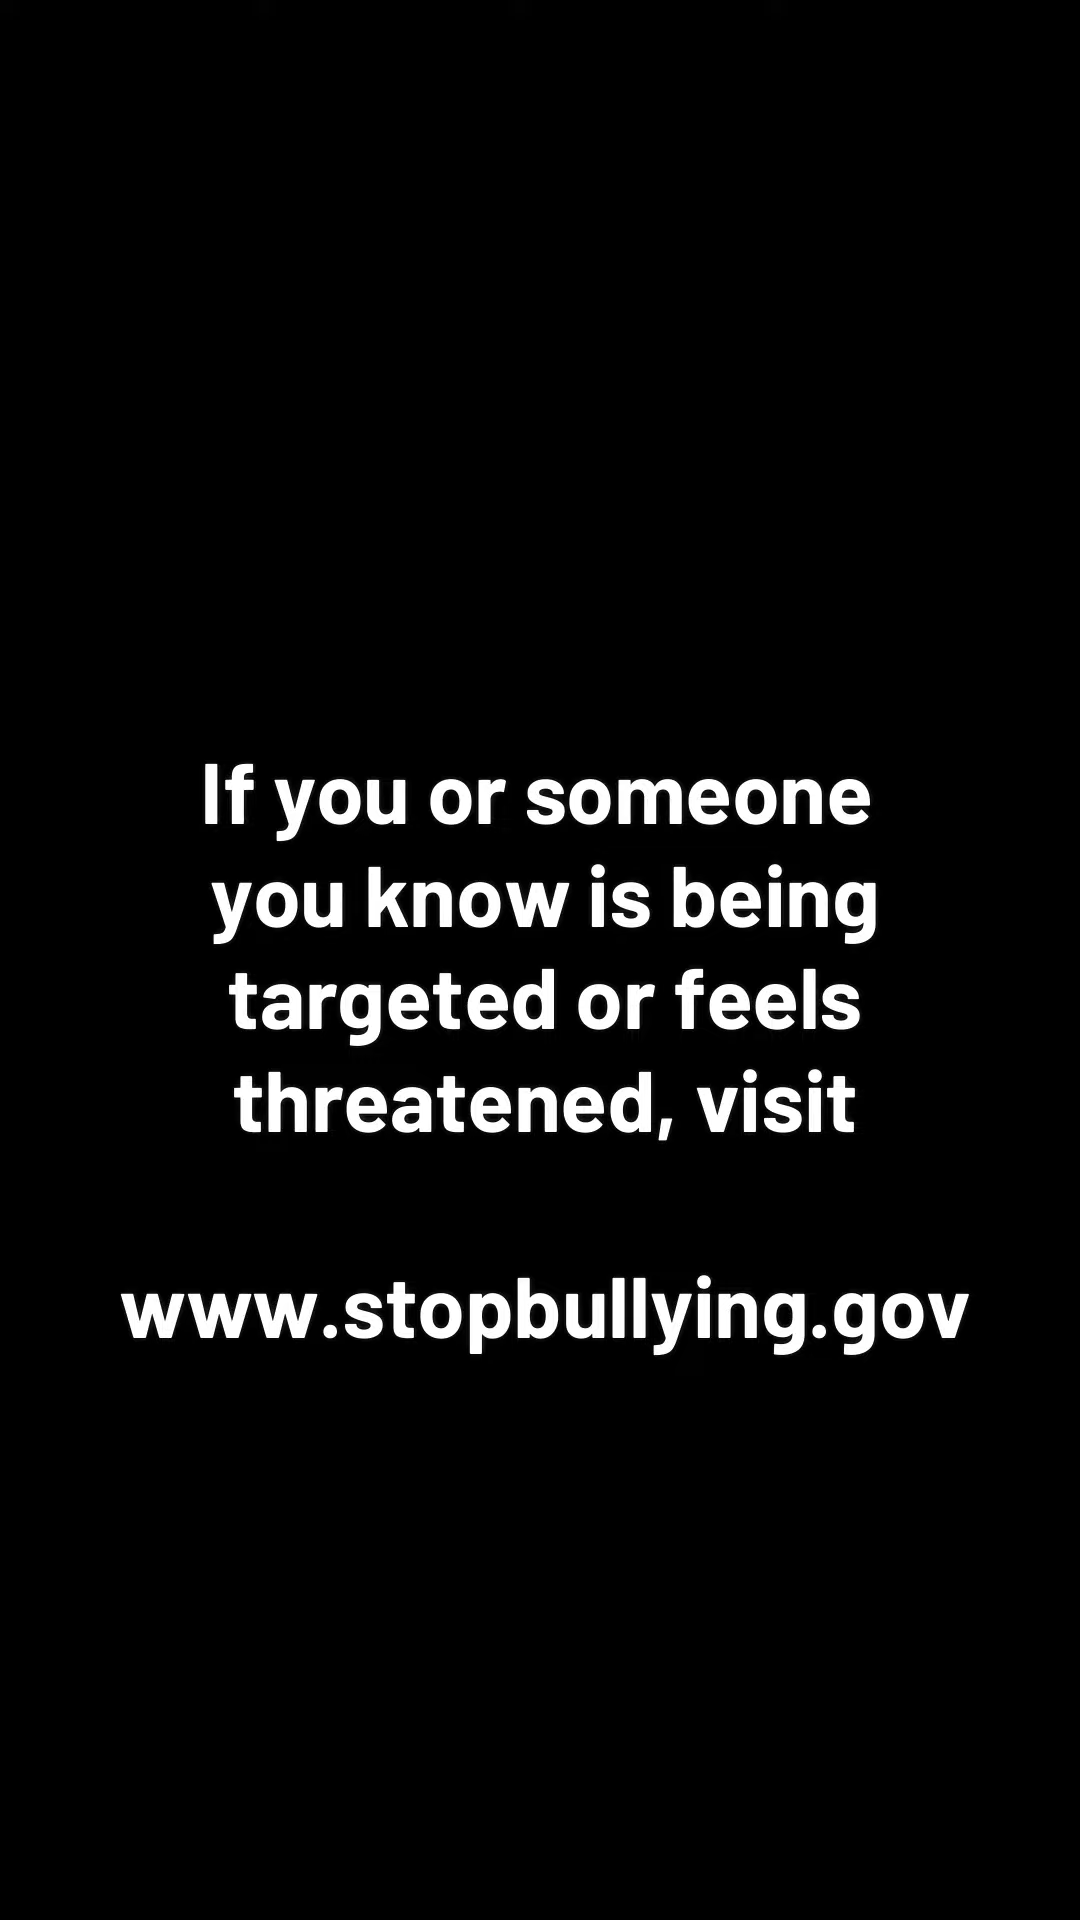 If you or someone
you know is being
targeted or feels
threatened, visit
www.stopbullying.gov